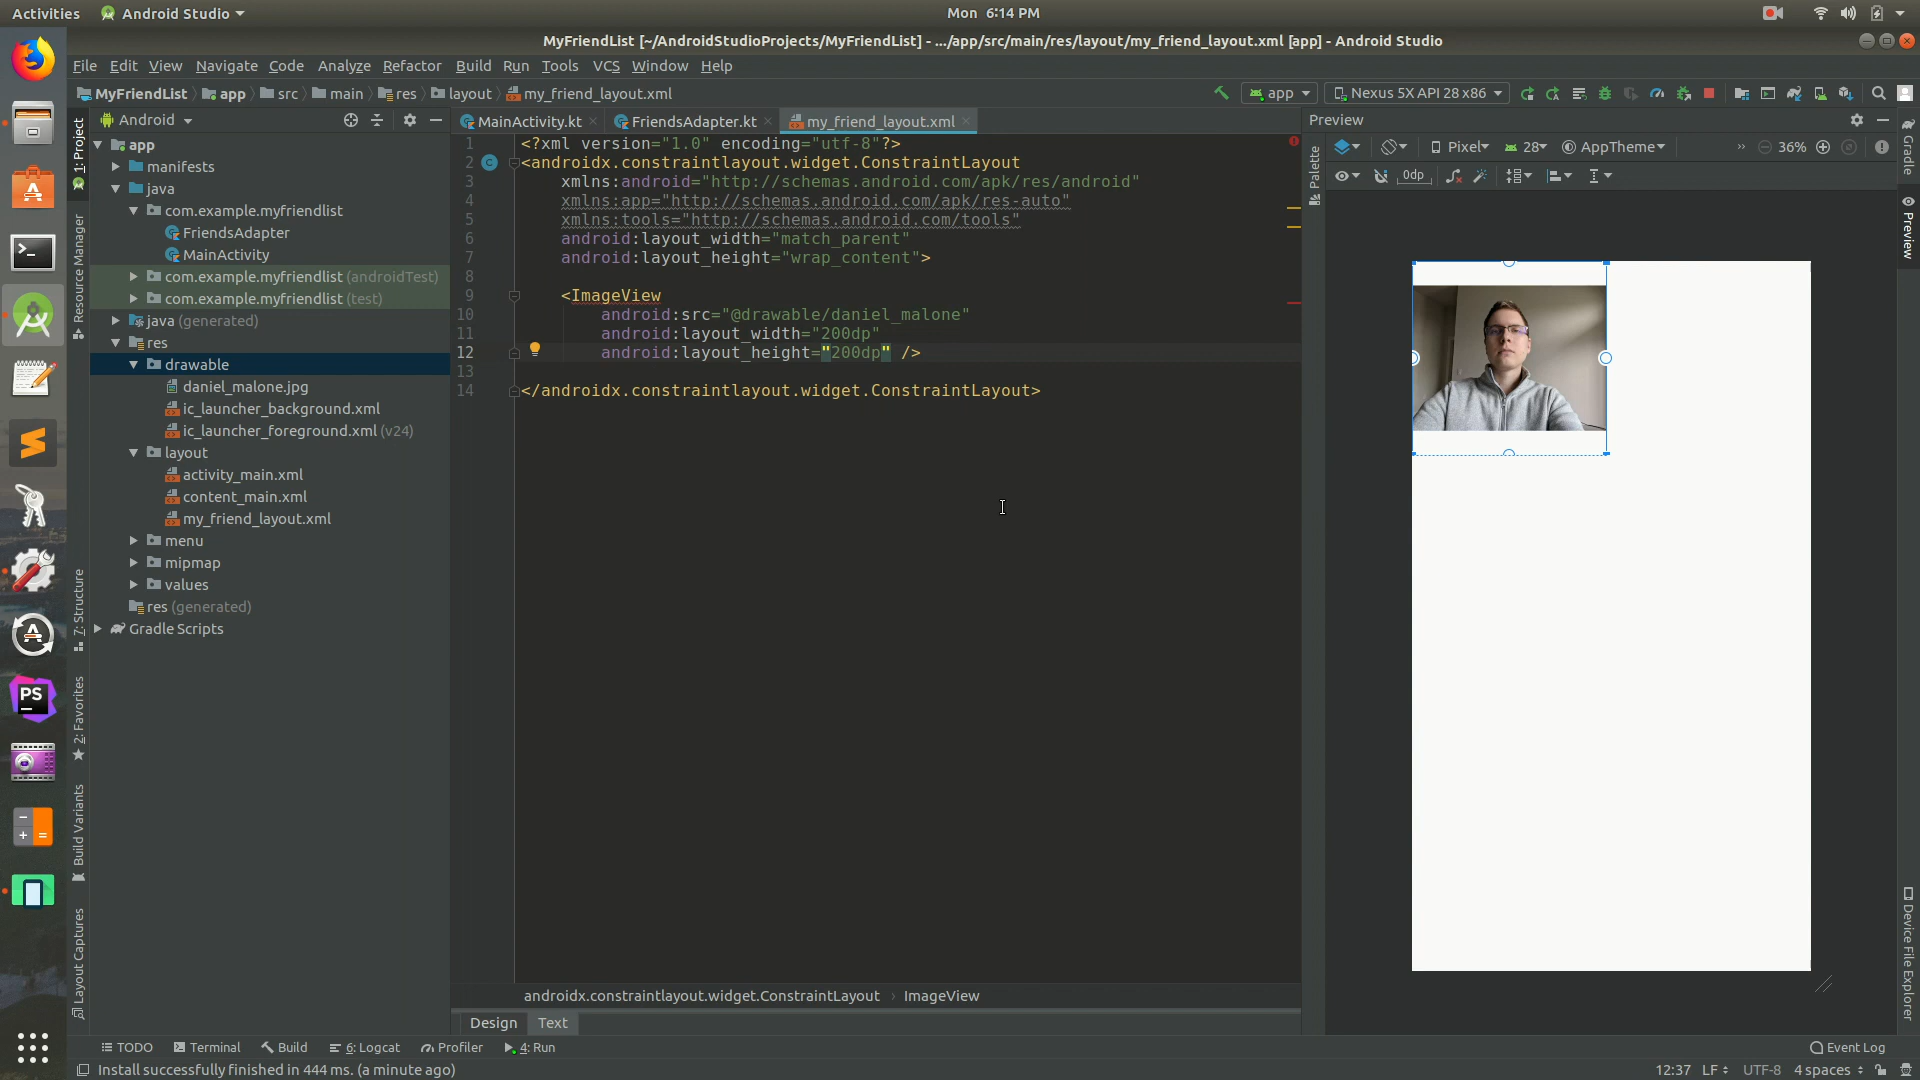 Activities Android Studio Mon 6:14 PM
MyFriendList [~/AndroidStudioProjects/MyFriendList] - .../app/src/main/res/layout/my_friend_layout.xml [app] - Android Studio
File Edit View Navigate Code Analyze Refactor Build Run Tools VCS Window Help
MyFriendList app src main res layout my_friend_layout.xml app Nexus 5X API 28 x86
Android
MainActivity.kt FriendsAdapter.kt my_friend_layout.xml
Preview
1: Project
Resource Manager
7: Structure
2: Favorites
Build Variants
Layout Captures
app
manifests
java
com.example.myfriendlist
FriendsAdapter
MainActivity
com.example.myfriendlist (androidTest)
com.example.myfriendlist (test)
java (generated)
res
drawable
daniel_malone.jpg
ic_launcher_background.xml
ic_launcher_foreground.xml (v24)
layout
activity_main.xml
content_main.xml
my_friend_layout.xml
menu
mipmap
values
res (generated)
Gradle Scripts
1 <?xml version="1.0" encoding="utf-8"?>
2 C <androidx.constraintlayout.widget.ConstraintLayout
3 xmlns:android="http://schemas.android.com/apk/res/android"
4 xmlns:app="http://schemas.android.com/apk/res-auto"
5 xmlns:tools="http://schemas.android.com/tools"
6 android:layout_width="match_parent"
7 android:layout_height="wrap_content">
8
9 <ImageView
10 android:src="@drawable/daniel_malone"
11 android:layout_width="200dp"
12 android:layout_height="200dp" />
13
14 </androidx.constraintlayout.widget.ConstraintLayout>
Palette
Pixel 28 AppTheme 36%
0dp
Gradle
Preview
Device File Explorer
PS
androidx.constraintlayout.widget.ConstraintLayout › ImageView
Design Text
TODO Terminal Build 6: Logcat Profiler 4: Run Event Log
Install successfully finished in 444 ms. (a minute ago) 12:37 LF UTF-8 4 spaces